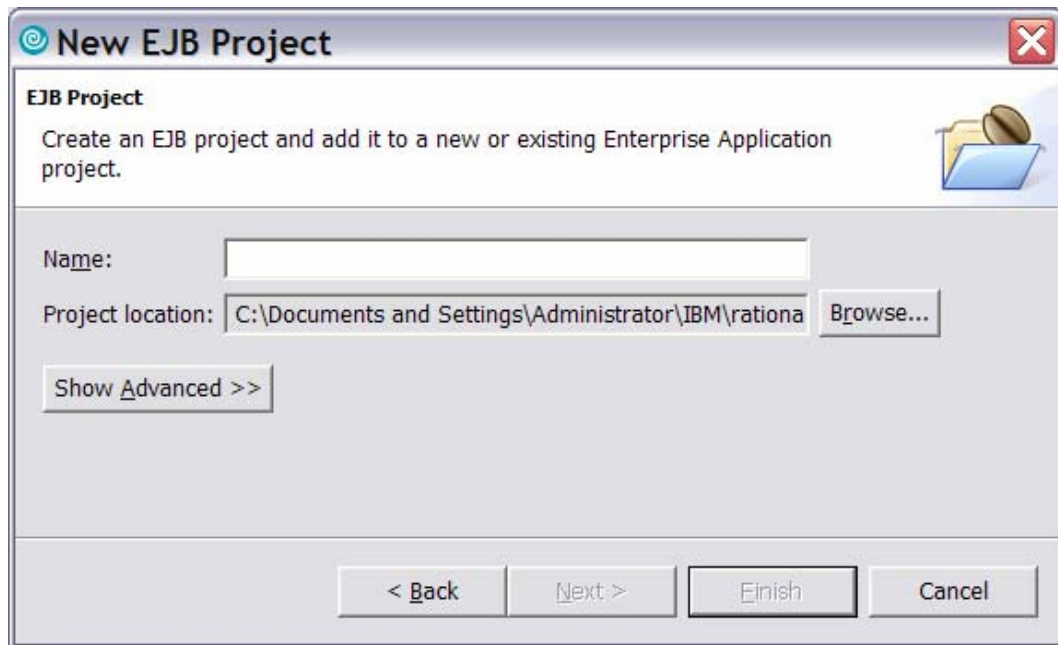 New EJB Project
EJB Project
Create an EJB project and add it to a new or existing Enterprise Application
project.
Name:
Project location: C:\Documents and Settings\Administrator\IBM\rationa Browse...
Show Advanced >>
< Back Next > Finish Cancel